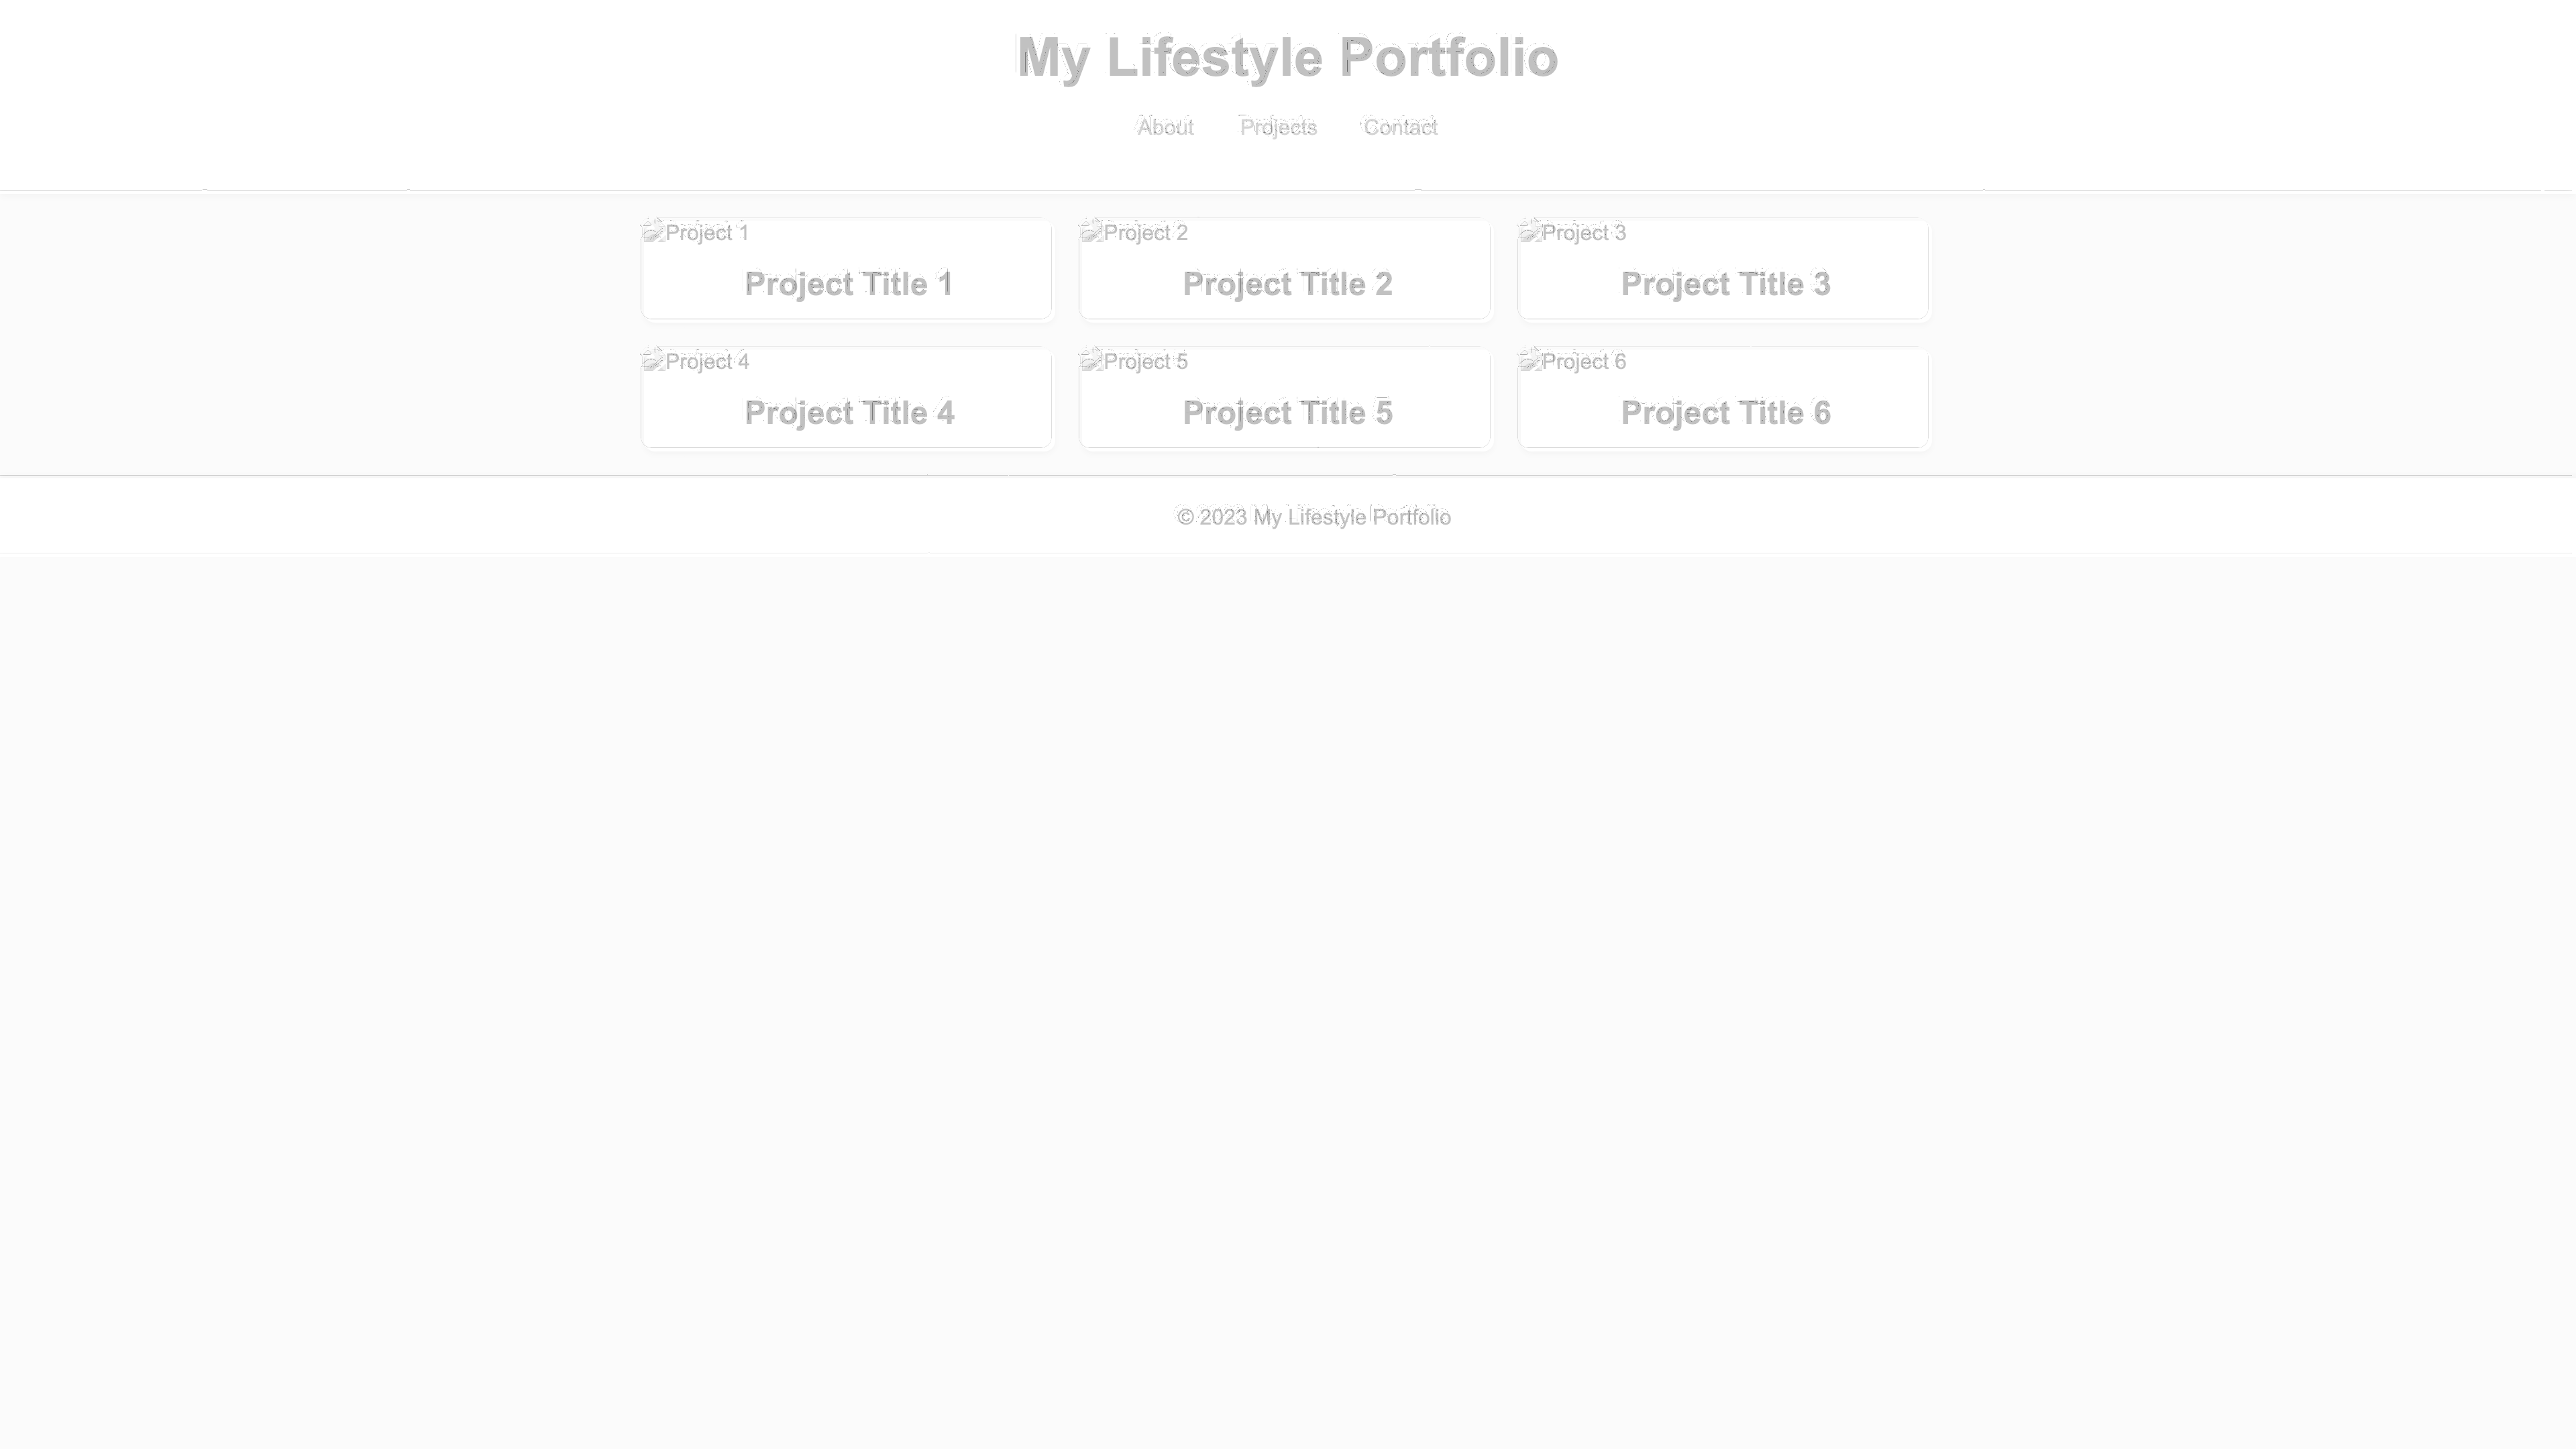 My Lifestyle Portfolio
About Projects Contact
Project 1 Project 2 Project 3
Project Title 1 Project Title 2 Project Title 3
Project 4 Project 5 Project 6
Project Title 4 Project Title 5 Project Title 6
© 2023 My Lifestyle Portfolio